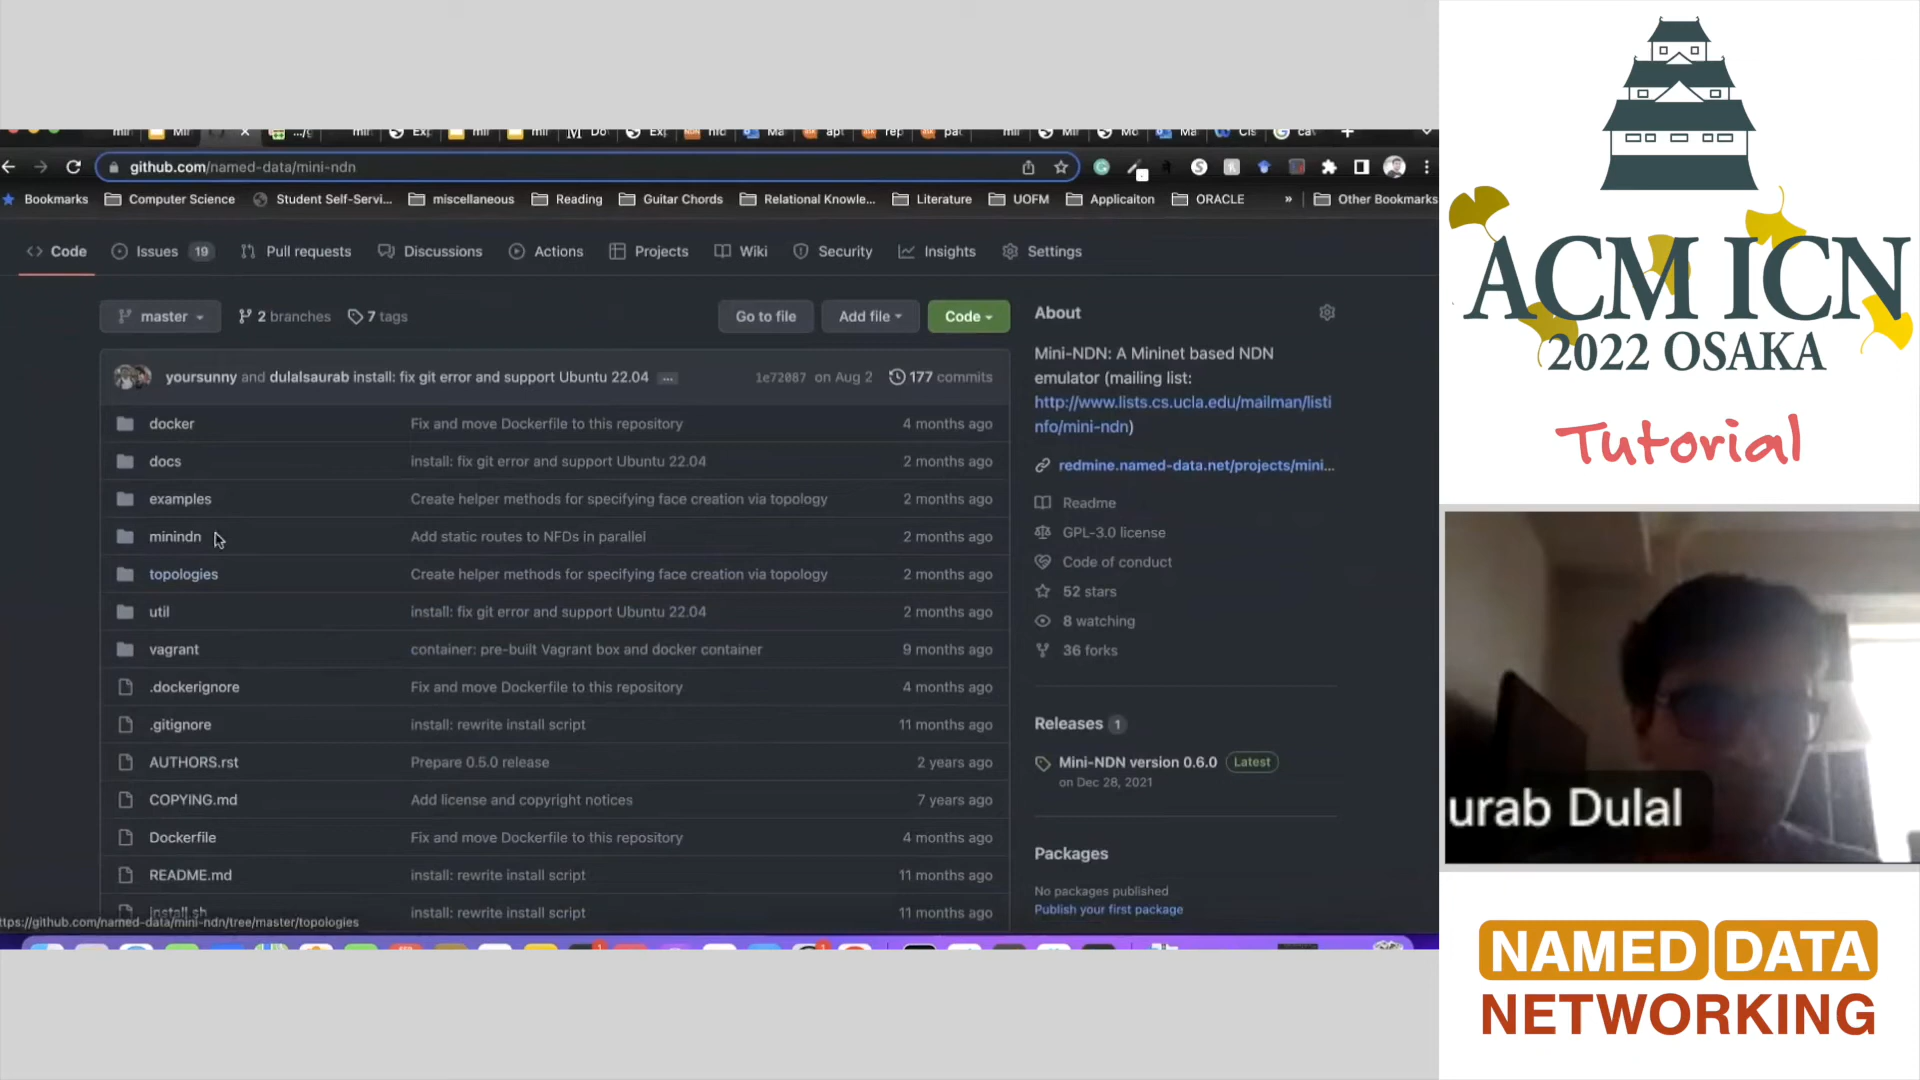 github.com/named-data/mini-ndn
Bookmarks
Computer Science
Student Self-Servi...
miscellaneous
Reading
Guitar Chords
Relational Knowle...
Literature
UOFM
Applicaiton
ORACLE
»
Other Bookmarks
Code
Issues 19
Pull requests
Discussions
Actions
Projects
Wiki
Security
Insights
Settings
master
2 branches
7 tags
Go to file
Add file
Code
yoursunny and dulalsaurab install: fix git error and support Ubuntu 22.04 ...
1e72087 on Aug 2
177 commits
docker Fix and move Dockerfile to this repository 4 months ago
docs install: fix git error and support Ubuntu 22.04 2 months ago
examples Create helper methods for specifying face creation via topology 2 months ago
minindn Add static routes to NFDs in parallel 2 months ago
topologies Create helper methods for specifying face creation via topology 2 months ago
util install: fix git error and support Ubuntu 22.04 2 months ago
vagrant container: pre-built Vagrant box and docker container 9 months ago
.dockerignore Fix and move Dockerfile to this repository 4 months ago
.gitignore install: rewrite install script 11 months ago
AUTHORS.rst Prepare 0.5.0 release 2 years ago
COPYING.md Add license and copyright notices 7 years ago
Dockerfile Fix and move Dockerfile to this repository 4 months ago
README.md install: rewrite install script 11 months ago
install.sh install: rewrite install script 11 months ago
ttps://github.com/named-data/mini-ndn/tree/master/topologies
About
Mini-NDN: A Mininet based NDN
emulator (mailing list:
http://www.lists.cs.ucla.edu/mailman/listi
nfo/mini-ndn)
redmine.named-data.net/projects/mini...
Readme
GPL-3.0 license
Code of conduct
52 stars
8 watching
36 forks
Releases 1
Mini-NDN version 0.6.0 Latest
on Dec 28, 2021
Packages
No packages published
Publish your first package
ACM ICN
2022 OSAKA
Tutorial
urab Dulal
NAMED DATA
NETWORKING